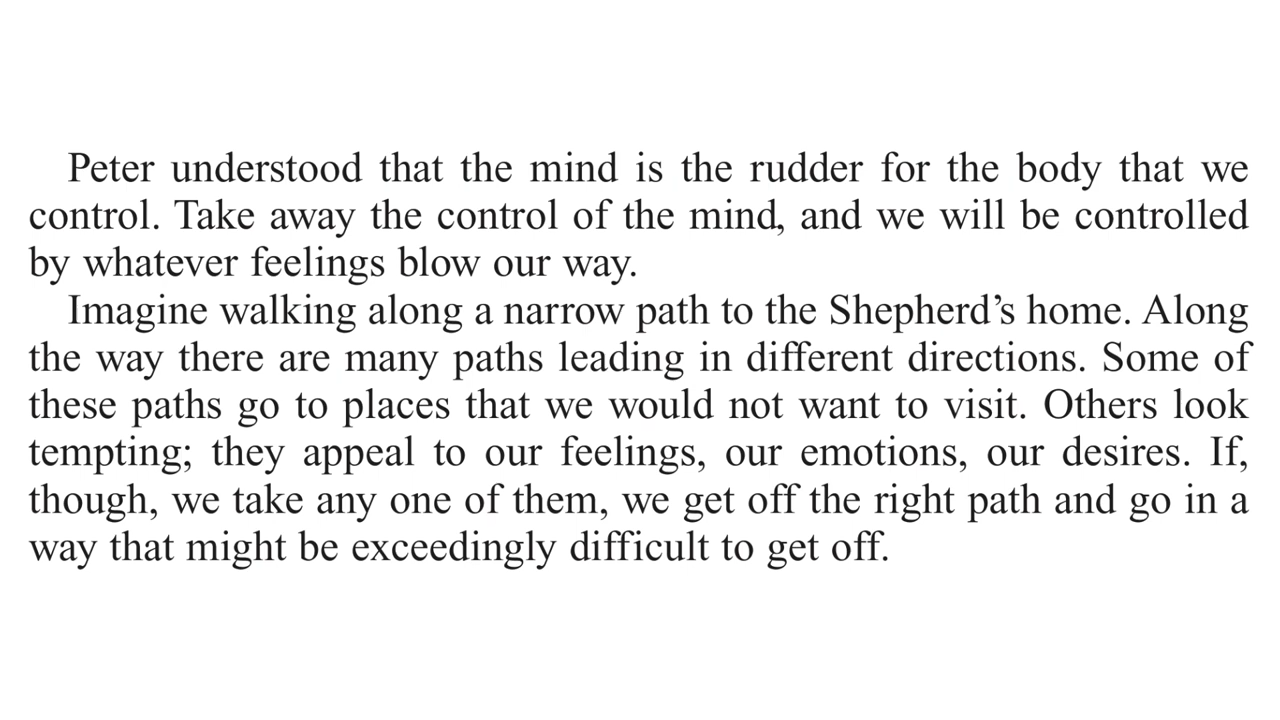 Peter understood that the mind is the rudder for the body that we
control. Take away the control of the mind, and we will be controlled
by whatever feelings blow our way.
Imagine walking along a narrow path to the Shepherd’s home. Along
the way there are many paths leading in different directions. Some of
these paths go to places that we would not want to visit. Others look
tempting; they appeal to our feelings, our emotions, our desires. If,
though, we take any one of them, we get off the right path and go in a
way that might be exceedingly difficult to get off.